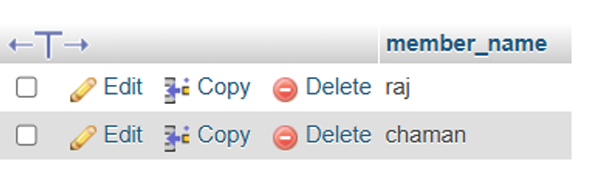 ←T→ member_name
Edit Copy Delete raj
Edit Copy Delete chaman